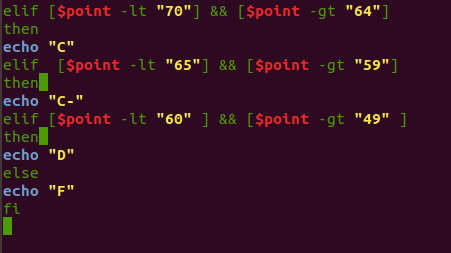 elif [$point -lt "70"] && [$point -gt "64"]
then
echo "C"
elif  [$point -lt "65"] && [$point -gt "59"]
then
echo "C-"
elif [$point -lt "60" ] && [$point -gt "49" ]
then
echo "D"
else
echo "F"
fi